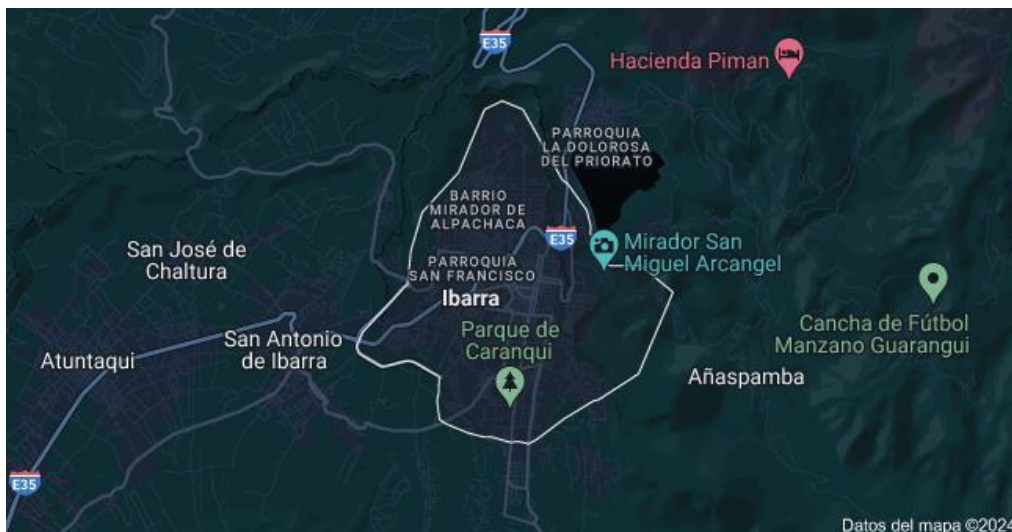 E35
Hacienda Piman
PARROQUIA
LA DOLOROSA
DEL PRIORATO
BARRIO
MIRADOR DE
ALPACHACA
E35
Mirador San
Miguel Arcangel
San José de
Chaltura
PARROQUIA
SAN FRANCISCO
Ibarra
Parque de
Caranqui
Cancha de Fútbol
Manzano Guarangui
San Antonio
de Ibarra
Atuntaqui
Añaspamba
E35
Datos del mapa ©2024